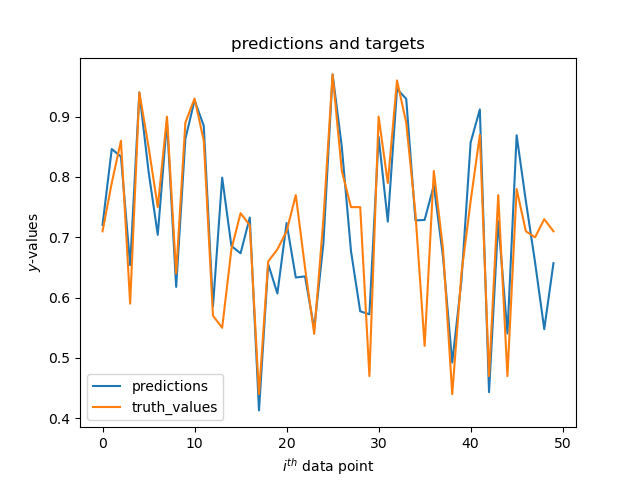 predictions and targets
y-values
0.9
0.8
0.7
0.6
0.5
0.4
predictions
truth_values
0 10 20 30 40 50
i^th data point